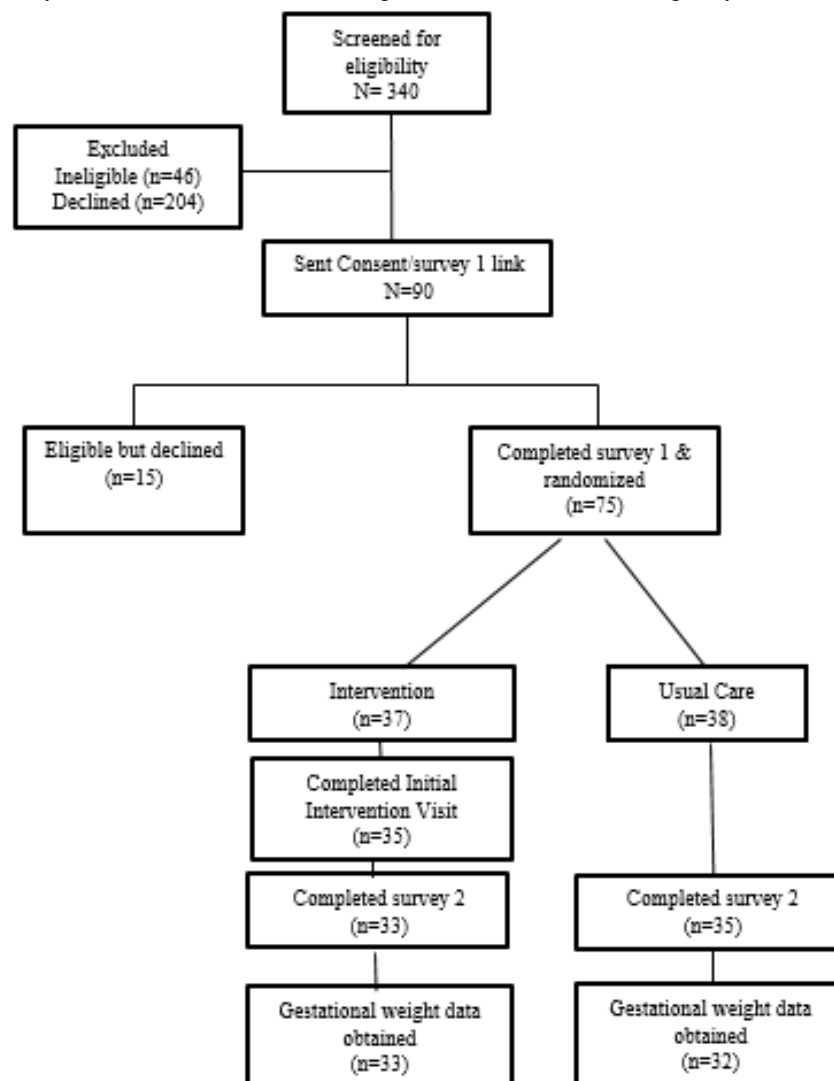 Screened for
eligibility
N= 340
Excluded
Ineligible (n=46)
Declined (n=204)
Sent Consent/survey 1 link
N=90
Eligible but declined
(n=15)
Completed survey 1 &
randomized
(n=75)
Intervention
(n=37)
Usual Care
(n=38)
Completed Initial
Intervention Visit
(n=35)
Completed survey 2
(n=33)
Completed survey 2
(n=35)
Gestational weight data
obtained
(n=33)
Gestational weight data
obtained
(n=32)